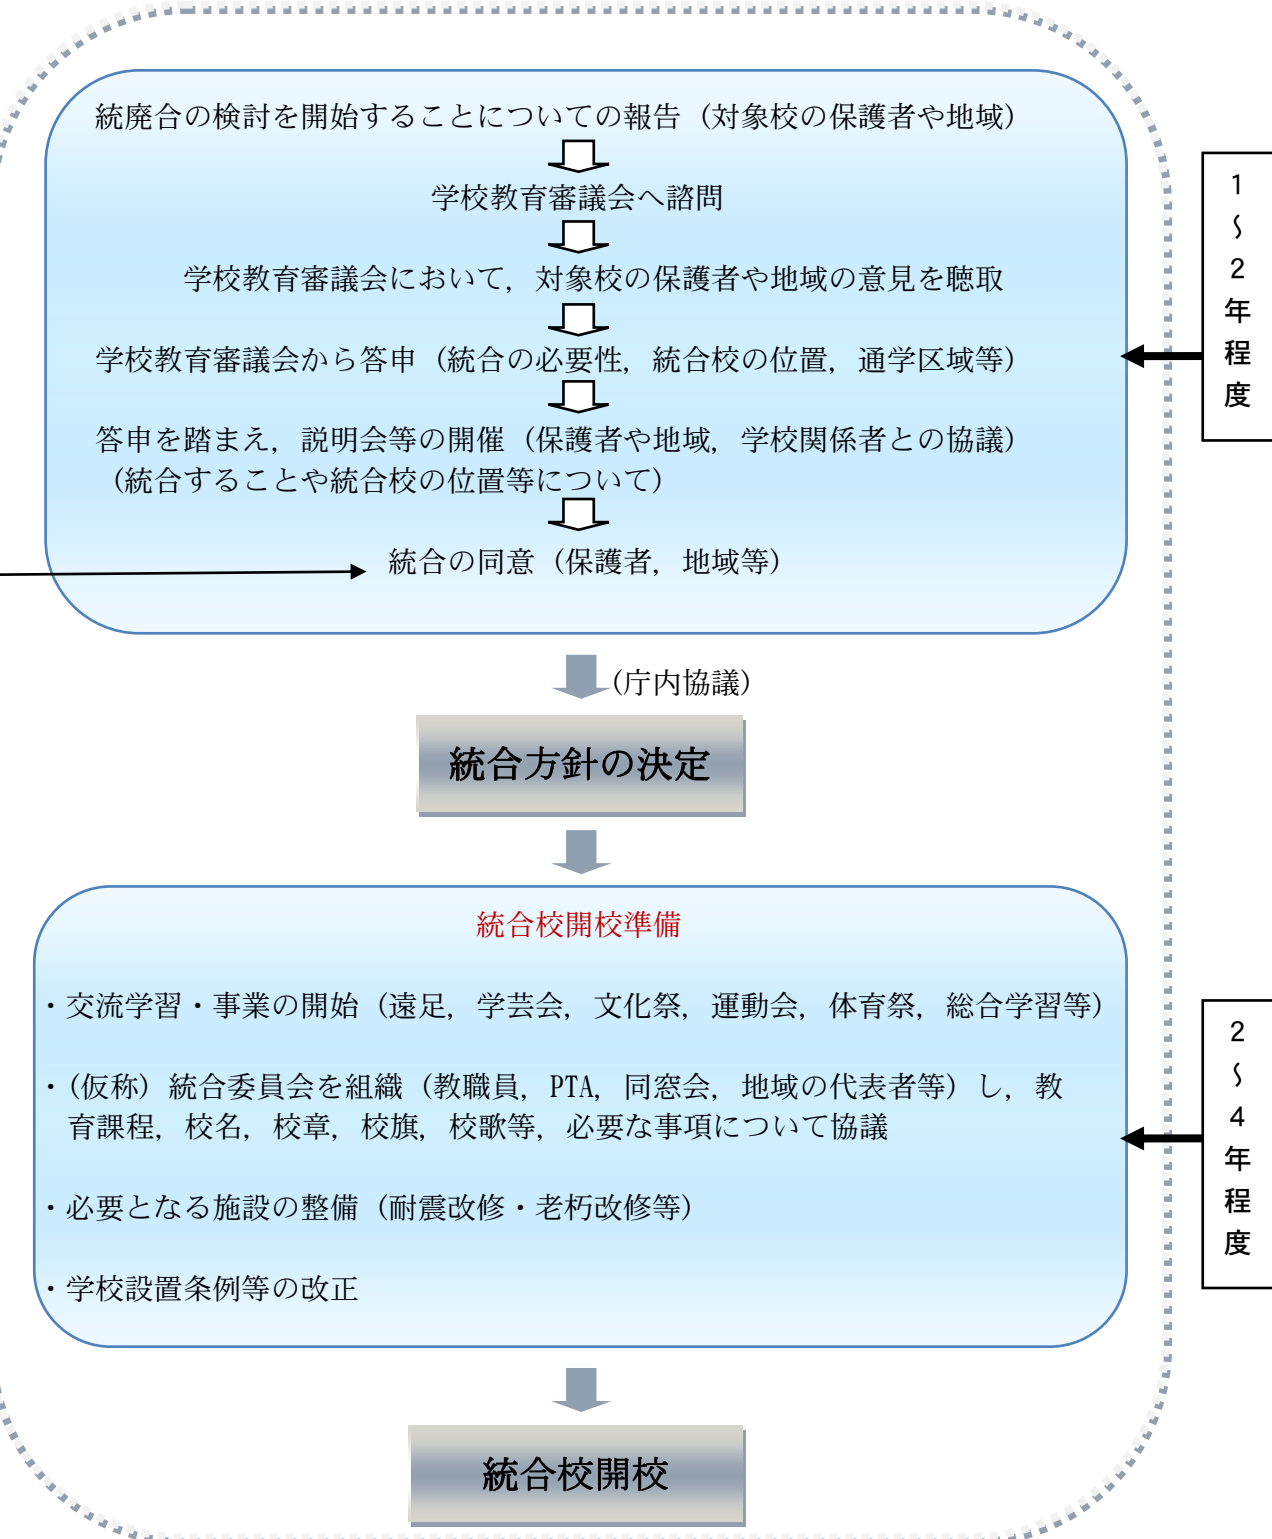 統廃合の検討を開始することについての報告（対象校の保護者や地域）
学校教育審議会へ諮問
学校教育審議会において，対象校の保護者や地域の意見を聴取
学校教育審議会から答申（統合の必要性，統合校の位置，通学区域等）
答申を踏まえ，説明会等の開催（保護者や地域，学校関係者との協議）
（統合することや統合校の位置等について）
統合の同意（保護者，地域等）
1～2年程度
(庁内協議)
統合方針の決定
統合校開校準備
・交流学習・事業の開始（遠足，学芸会，文化祭，運動会，体育祭，総合学習等）
・(仮称）統合委員会を組織（教職員，PTA，同窓会，地域の代表者等）し，教
育課程，校名，校章，校旗，校歌等，必要な事項について協議
・必要となる施設の整備（耐震改修・老朽改修等）
・学校設置条例等の改正
2～4年程度
統合校開校